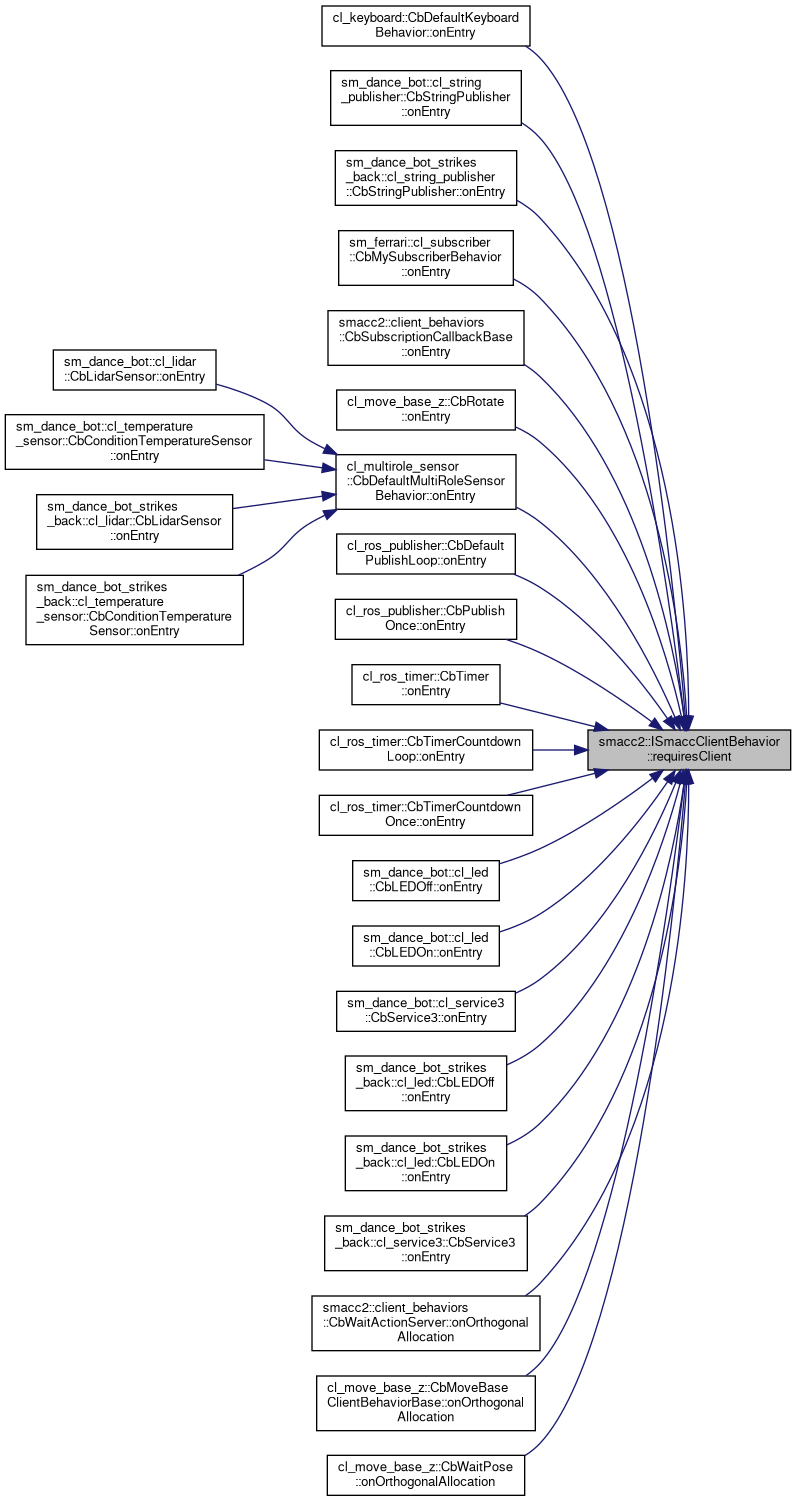 cl_keyboard::CbDefaultKeyboard
Behavior::onEntry
sm_dance_bot::cl_string
_publisher::CbStringPublisher
::onEntry
sm_dance_bot_strikes
_back::cl_string_publisher
::CbStringPublisher::onEntry
sm_ferrari::cl_subscriber
::CbMySubscriberBehavior
::onEntry
smacc2::client_behaviors
::CbSubscriptionCallbackBase
::onEntry
sm_dance_bot::cl_lidar
::CbLidarSensor::onEntry
cl_move_base_z::CbRotate
::onEntry
sm_dance_bot::cl_temperature
_sensor::CbConditionTemperatureSensor
::onEntry
cl_multirole_sensor
::CbDefaultMultiRoleSensor
Behavior::onEntry
sm_dance_bot_strikes
_back::cl_lidar::CbLidarSensor
::onEntry
cl_ros_publisher::CbDefault
PublishLoop::onEntry
sm_dance_bot_strikes
_back::cl_temperature
_sensor::CbConditionTemperature
Sensor::onEntry
cl_ros_publisher::CbPublish
Once::onEntry
cl_ros_timer::CbTimer
::onEntry
cl_ros_timer::CbTimerCountdown
Loop::onEntry
smacc2::ISmaccClientBehavior
::requiresClient
cl_ros_timer::CbTimerCountdown
Once::onEntry
sm_dance_bot::cl_led
::CbLEDOff::onEntry
sm_dance_bot::cl_led
::CbLEDOn::onEntry
sm_dance_bot::cl_service3
::CbService3::onEntry
sm_dance_bot_strikes
_back::cl_led::CbLEDOff
::onEntry
sm_dance_bot_strikes
_back::cl_led::CbLEDOn
::onEntry
sm_dance_bot_strikes
_back::cl_service3::CbService3
::onEntry
smacc2::client_behaviors
::CbWaitActionServer::onOrthogonal
Allocation
cl_move_base_z::CbMoveBase
ClientBehaviorBase::onOrthogonal
Allocation
cl_move_base_z::CbWaitPose
::onOrthogonalAllocation